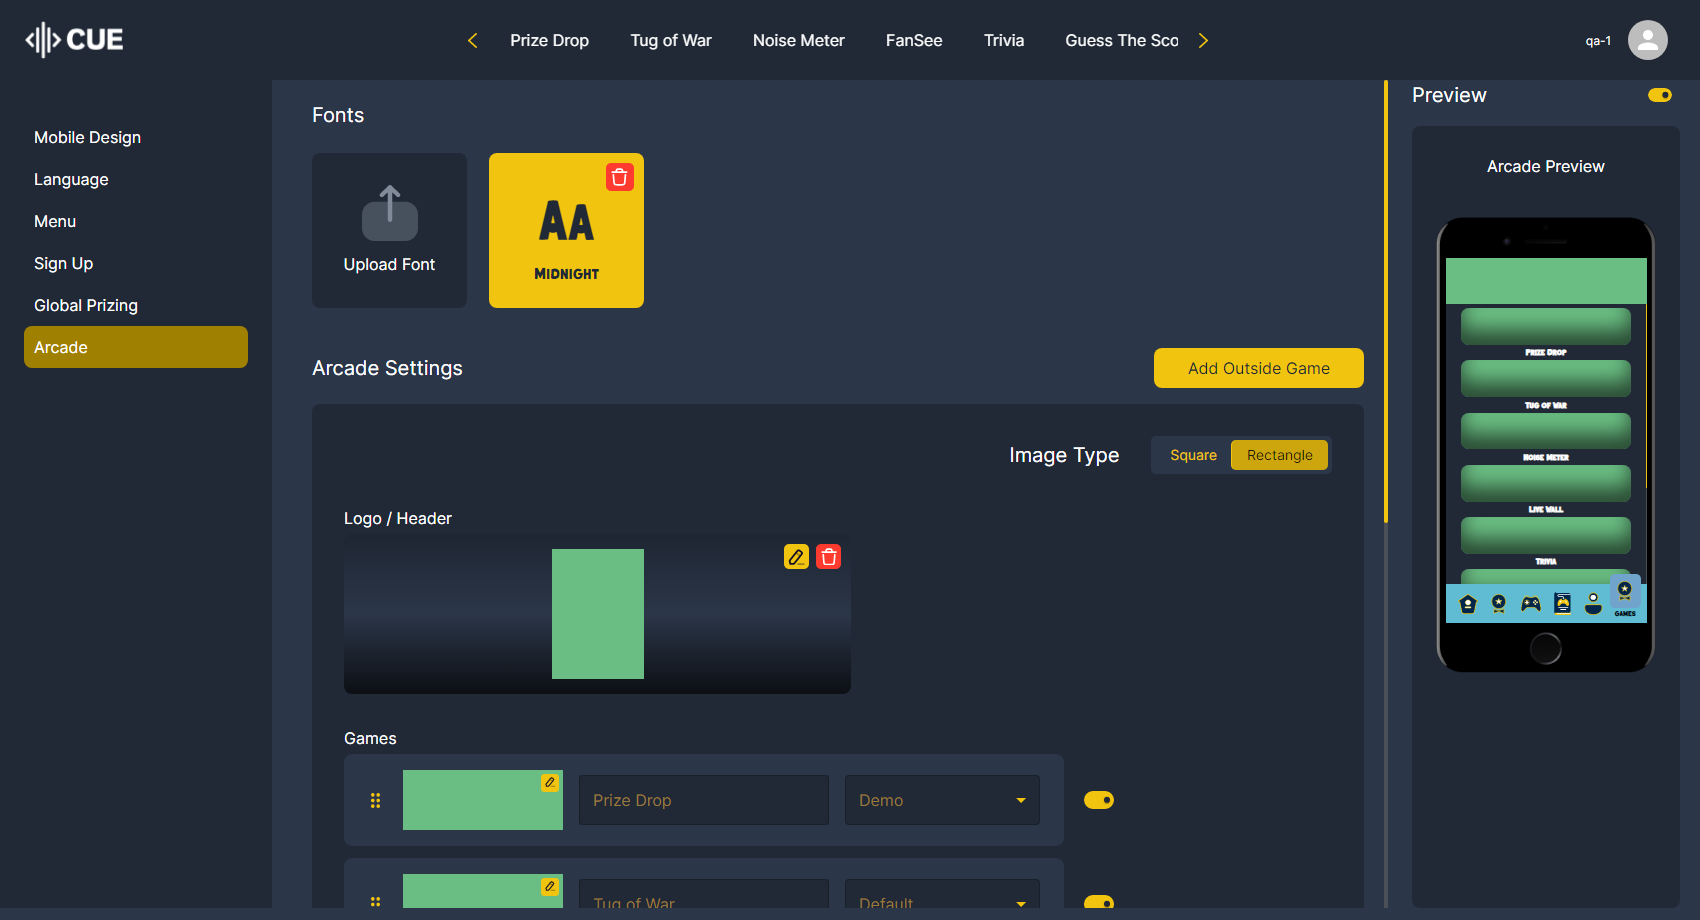 CUE
Prize Drop
Tug of War
Noise Meter
FanSee
Trivia
Guess The Sco
qa-1
Mobile Design
Language
Menu
Sign Up
Global Prizing
Arcade
Fonts
Upload Font
AA
MIDNIGHT
Arcade Settings
Add Outside Game
Image Type
Square
Rectangle
Logo / Header
Games
Prize Drop
Demo
Tug of War
Default
Preview
Arcade Preview
PRIZE DROP
TUG OF WAR
NOISE METER
LIVE WALL
TRIVIA
GAMES